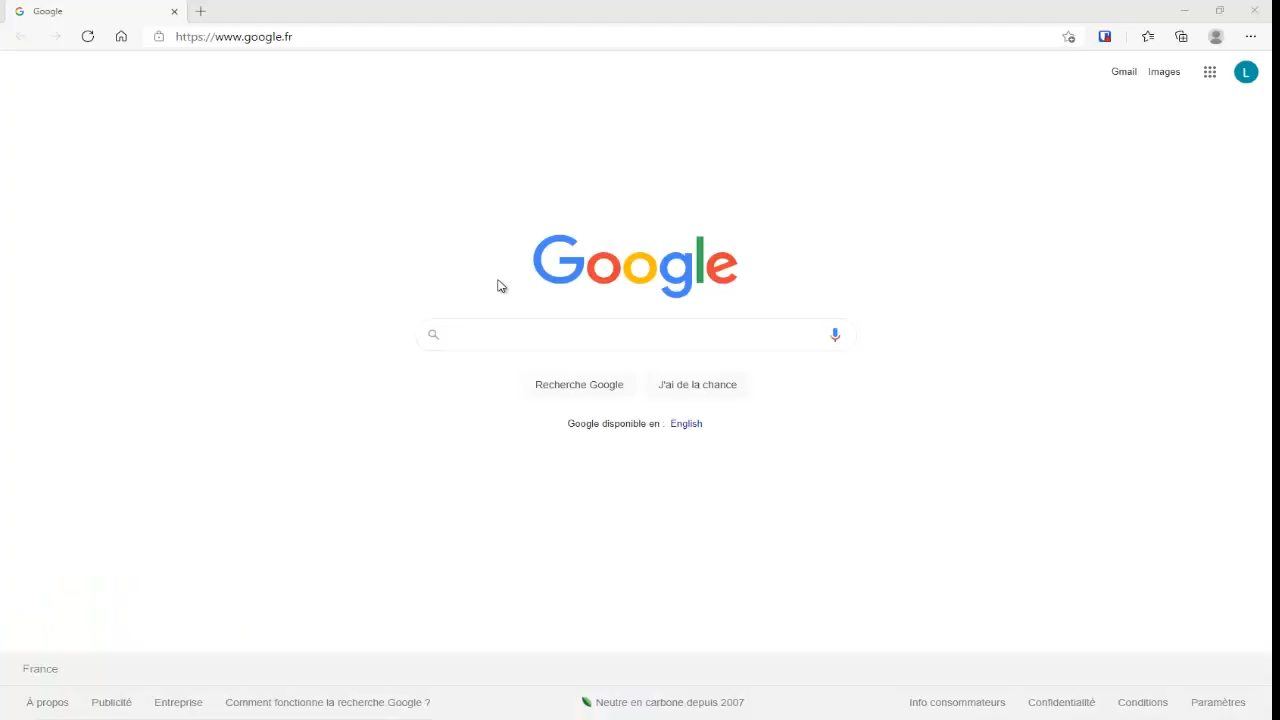 Google
https://www.google.fr
Gmail Images
L
Google
Recherche Google J'ai de la chance
Google disponible en : English
France
À propos Publicité Entreprise Comment fonctionne la recherche Google ? Neutre en carbone depuis 2007 Info consommateurs Confidentialité Conditions Paramètres